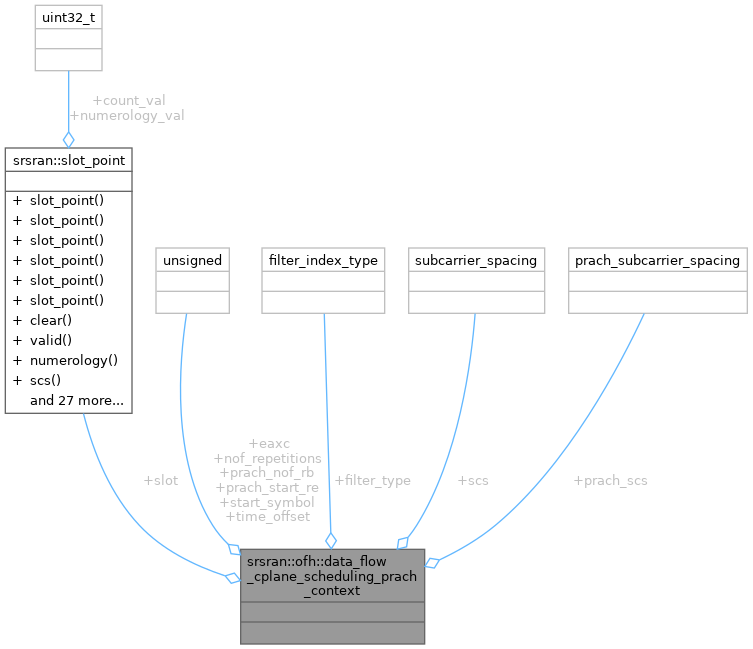 uint32_t
+count_val
+numerology_val
srsran::slot_point
+ slot_point()
+ slot_point()
+ slot_point()
+ slot_point()
+ slot_point()
+ slot_point()
+ clear()
+ valid()
+ numerology()
+ scs()
and 27 more...
unsigned
filter_index_type
subcarrier_spacing
prach_subcarrier_spacing
+slot
+eaxc
+nof_repetitions
+prach_nof_rb
+prach_start_re
+start_symbol
+time_offset
+filter_type
+scs
+prach_scs
srsran::ofh::data_flow
_cplane_scheduling_prach
_context